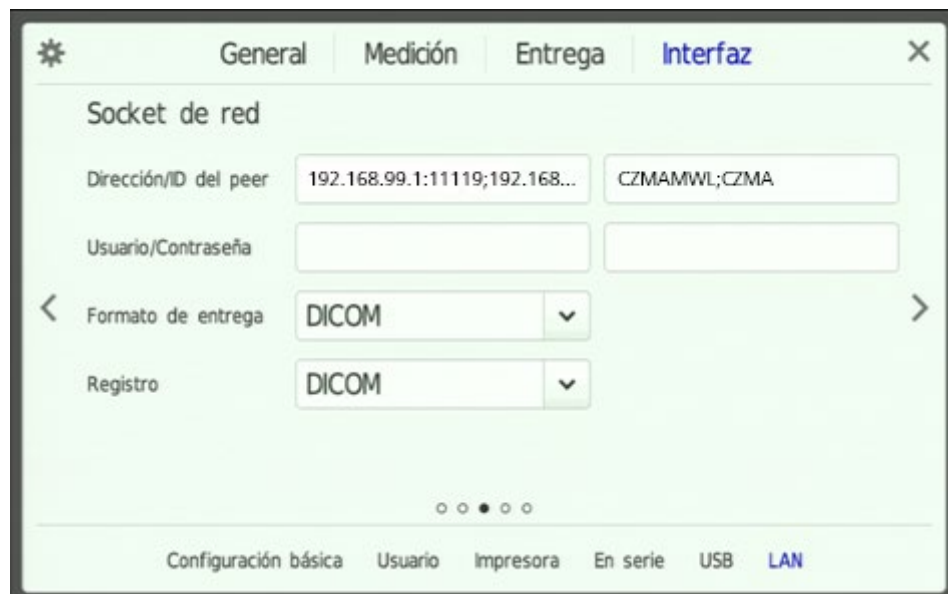 General Medición Entrega Interfaz
Socket de red
Dirección/ID del peer 192.168.99.1:11119;192.168... CZMAMWL;CZMA
Usuario/Contraseña
Formato de entrega DICOM
Registro DICOM
Configuración básica Usuario Impresora En serie USB LAN